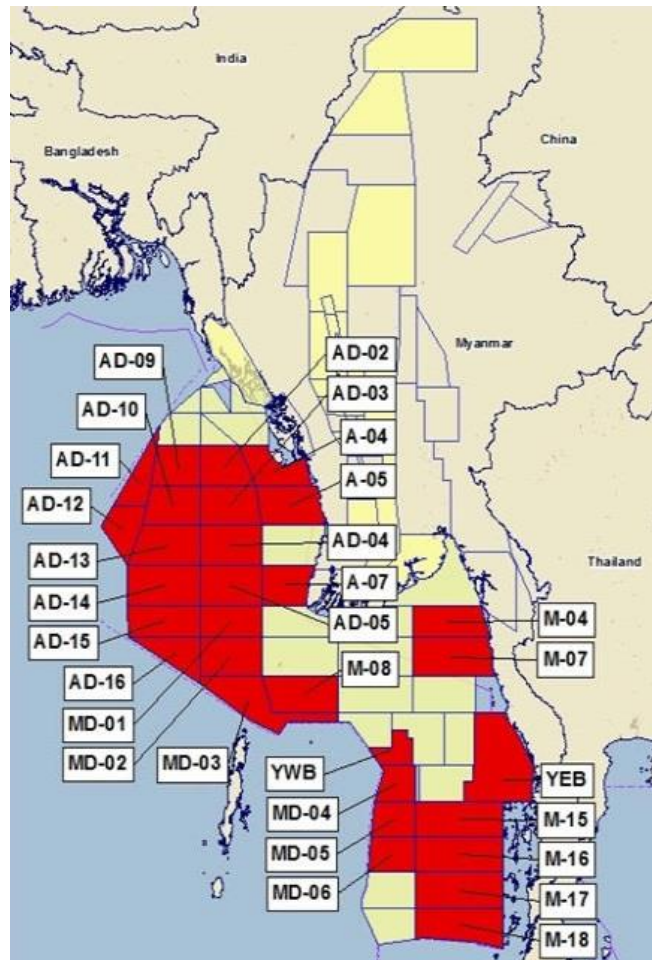 India
China
Bangladesh
Myanmar
AD-02
AD-09
AD-03
AD-10
A-04
AD-11
A-05
AD-12
AD-04
AD-13
Thailand
A-07
AD-14
AD-05
M-04
AD-15
M-07
M-08
AD-16
MD-01
MD-02
MD-03
YWB
YEB
MD-04
M-15
MD-05
M-16
MD-06
M-17
M-18